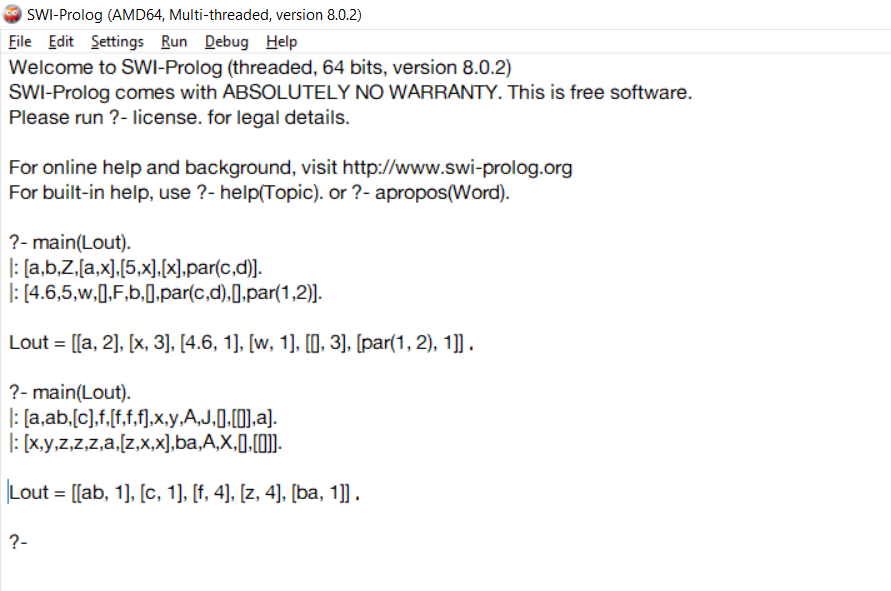 SWI-Prolog (AMD64, Multi-threaded, version 8.0.2)
File Edit Settings Run Debug Help
Welcome to SWI-Prolog (threaded, 64 bits, version 8.0.2)
SWI-Prolog comes with ABSOLUTELY NO WARRANTY. This is free software.
Please run ?- license. for legal details.
For online help and background, visit http://www.swi-prolog.org
For built-in help, use ?- help(Topic). or ?- apropos(Word).
?- main(Lout).
|: [a,b,Z,[a,x],[5,x],[x],par(c,d)].
|: [4.6,5,w,[],F,b,[],par(c,d),[],par(1,2)].
Lout = [[a, 2], [x, 3], [4.6, 1], [w, 1], [[], 3], [par(1, 2), 1]] .
?- main(Lout).
|: [a,ab,[c],f,[f,f,f],x,y,A,J,[],[[]],a].
|: [x,y,z,z,z,a,[z,x,x],ba,A,X,[],[[]]].
Lout = [[ab, 1], [c, 1], [f, 4], [z, 4], [ba, 1]] .
?-